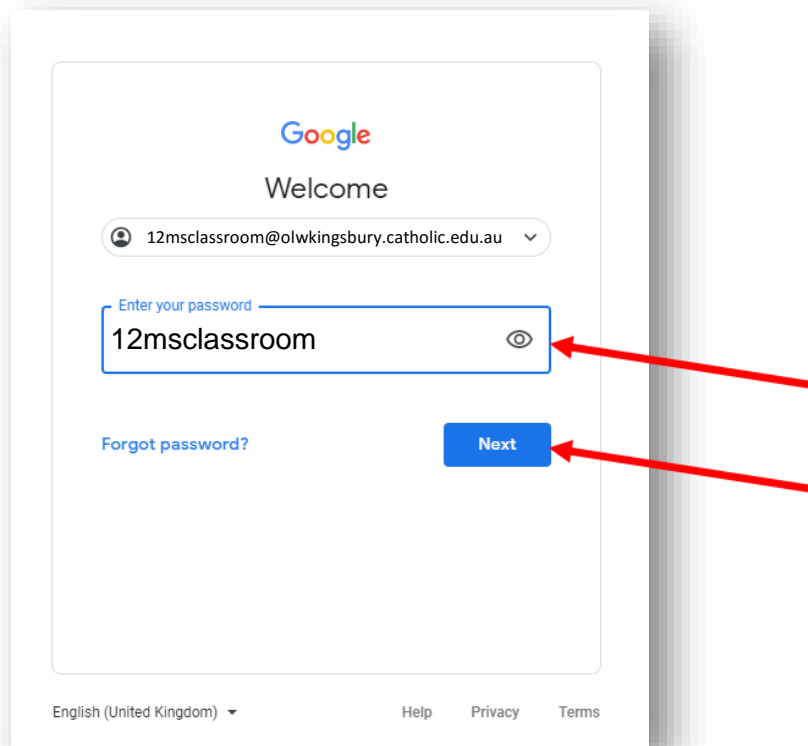 Google
Welcome
12msclassroom@olwkingsbury.catholic.edu.au
Enter your password
12msclassroom
Forgot password?
Next
English (United Kingdom)
Help Privacy Terms